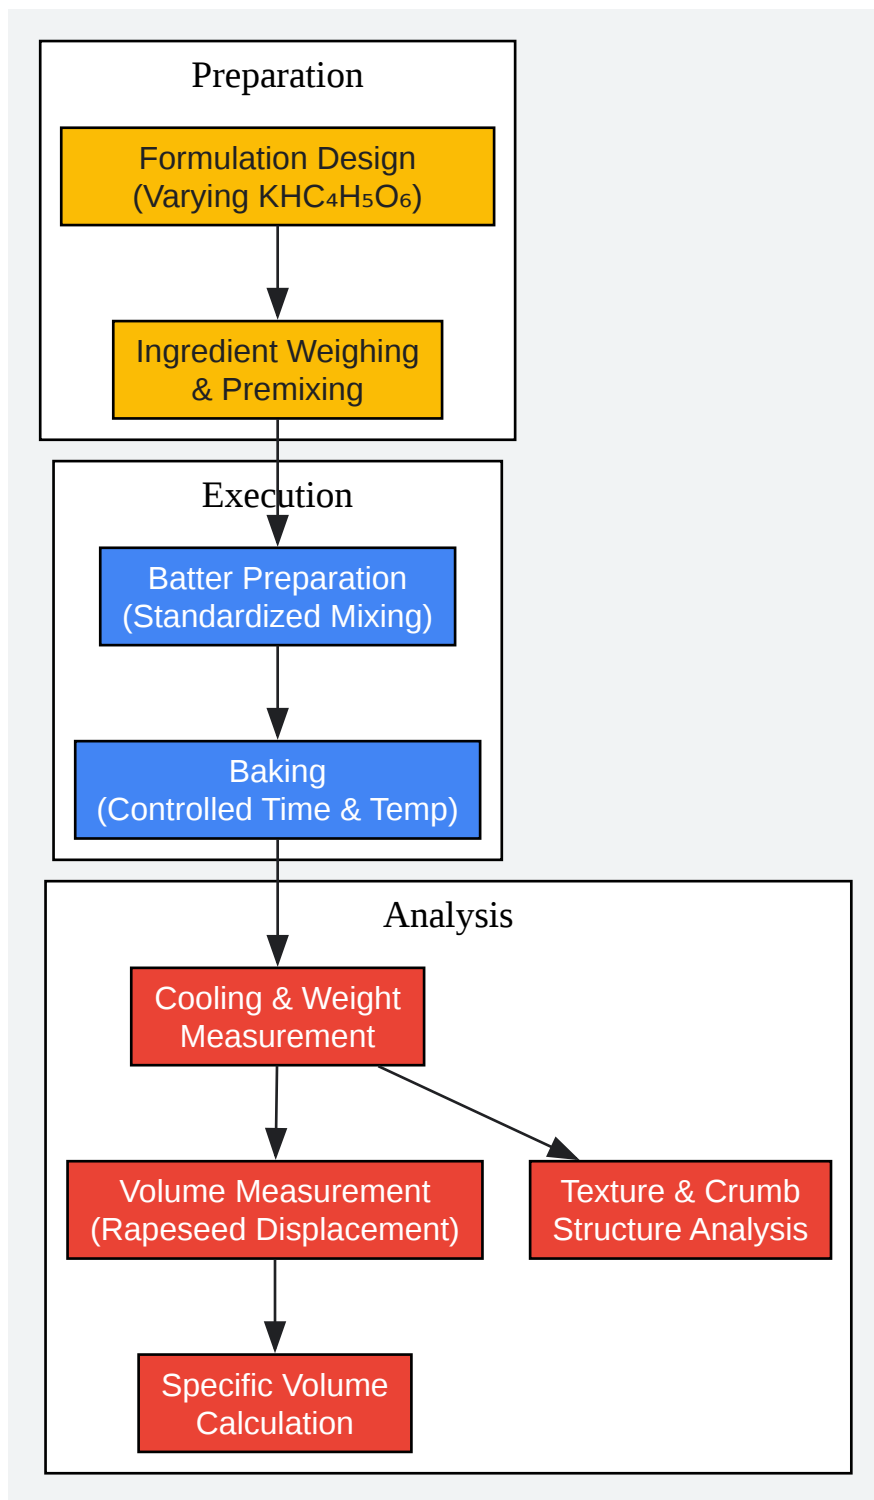 Preparation
Formulation Design
(Varying KHC₄H₅O₆)
Ingredient Weighing
& Premixing
Execution
Batter Preparation
(Standardized Mixing)
Baking
(Controlled Time & Temp)
Analysis
Cooling & Weight
Measurement
Volume Measurement
(Rapeseed Displacement)
Texture & Crumb
Structure Analysis
Specific Volume
Calculation